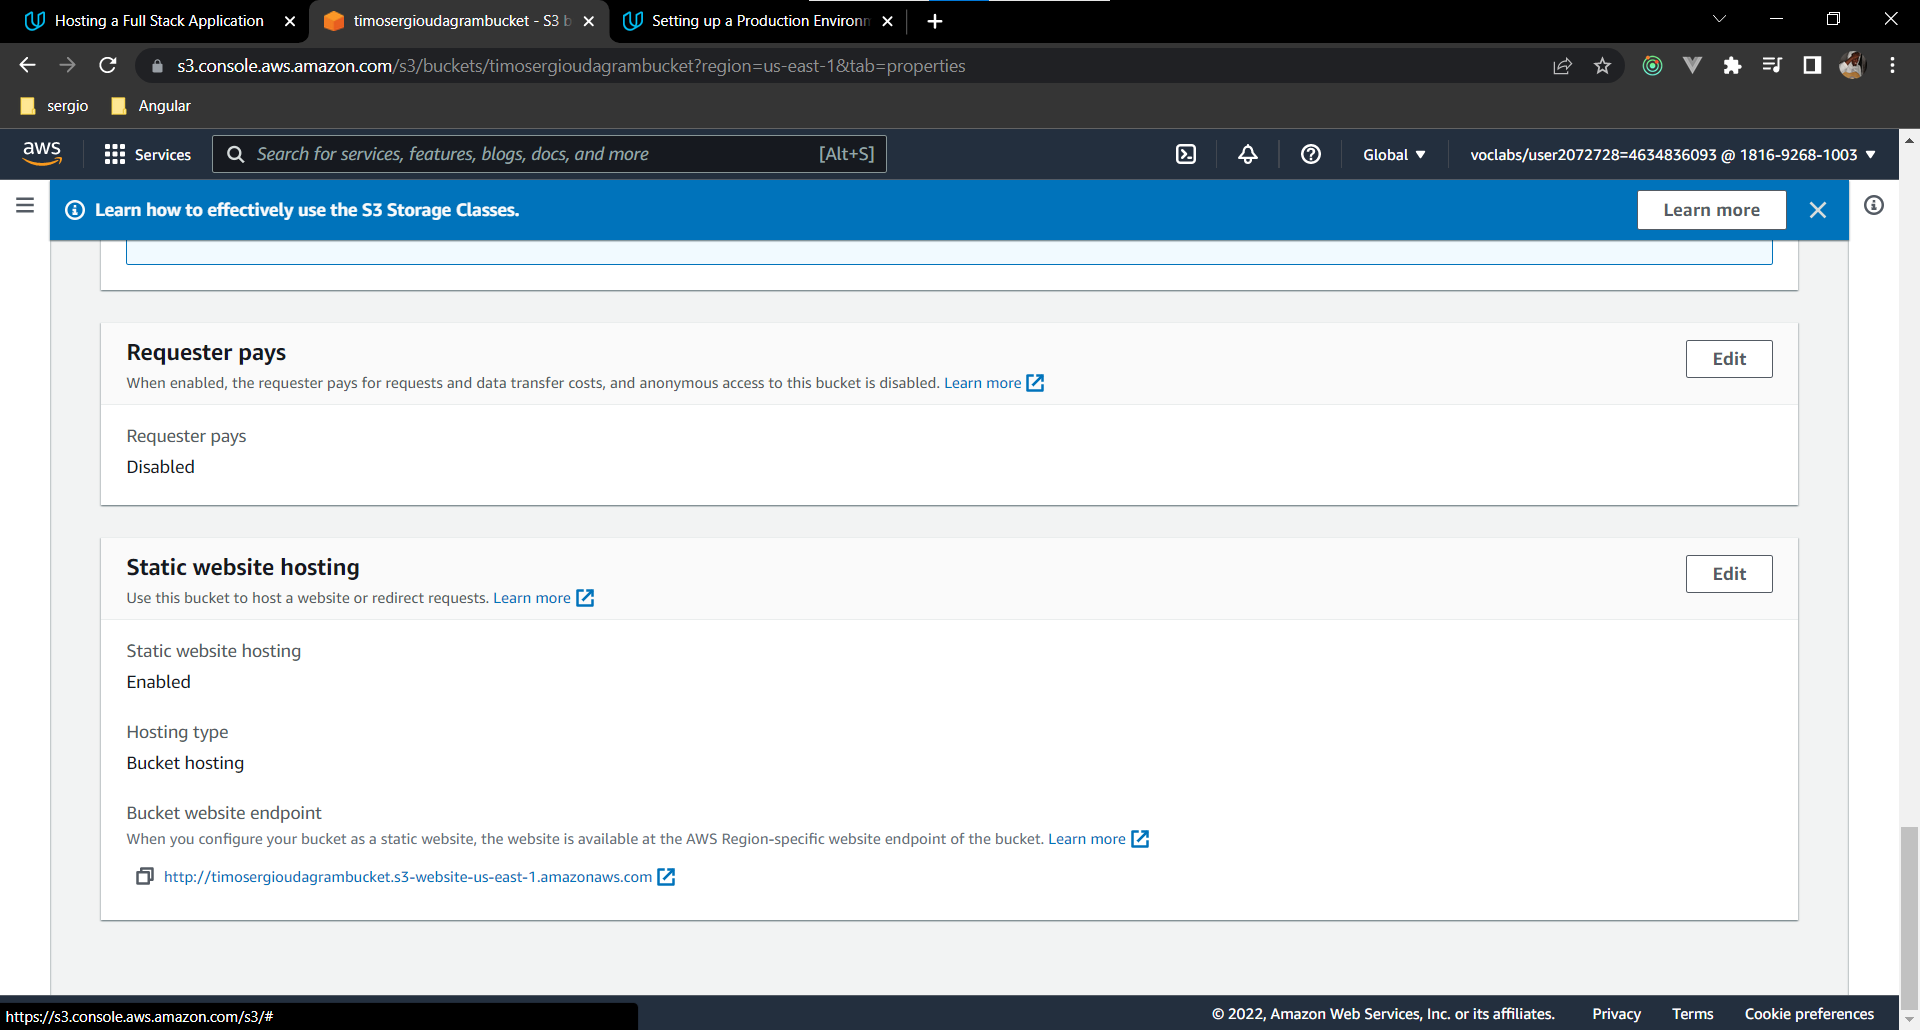 Hosting a Full Stack Application
timosergioudagrambucket - S3 b
Setting up a Production Environm
s3.console.aws.amazon.com/s3/buckets/timosergioudagrambucket?region=us-east-1&tab=properties
sergio
Angular
aws
Services
Search for services, features, blogs, docs, and more
[Alt+S]
Global
voclabs/user2072728=4634836093 @ 1816-9268-1003
Learn how to effectively use the S3 Storage Classes.
Learn more
Requester pays
Edit
When enabled, the requester pays for requests and data transfer costs, and anonymous access to this bucket is disabled. Learn more
Requester pays
Disabled
Static website hosting
Edit
Use this bucket to host a website or redirect requests. Learn more
Static website hosting
Enabled
Hosting type
Bucket hosting
Bucket website endpoint
When you configure your bucket as a static website, the website is available at the AWS Region-specific website endpoint of the bucket. Learn more
http://timosergioudagrambucket.s3-website-us-east-1.amazonaws.com
https://s3.console.aws.amazon.com/s3/#
© 2022, Amazon Web Services, Inc. or its affiliates.
Privacy
Terms
Cookie preferences